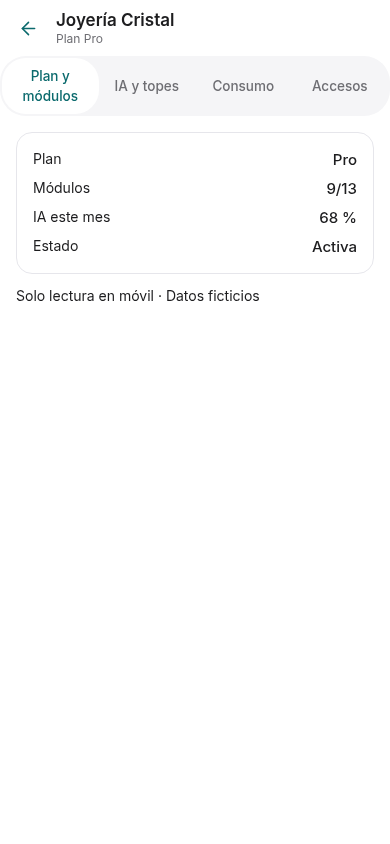 Joyería Cristal
Plan Pro
Plan y
módulos
IA y topes
Consumo
Accesos
Plan
Pro
Módulos
9/13
IA este mes
68 %
Estado
Activa
Solo lectura en móvil · Datos ficticios